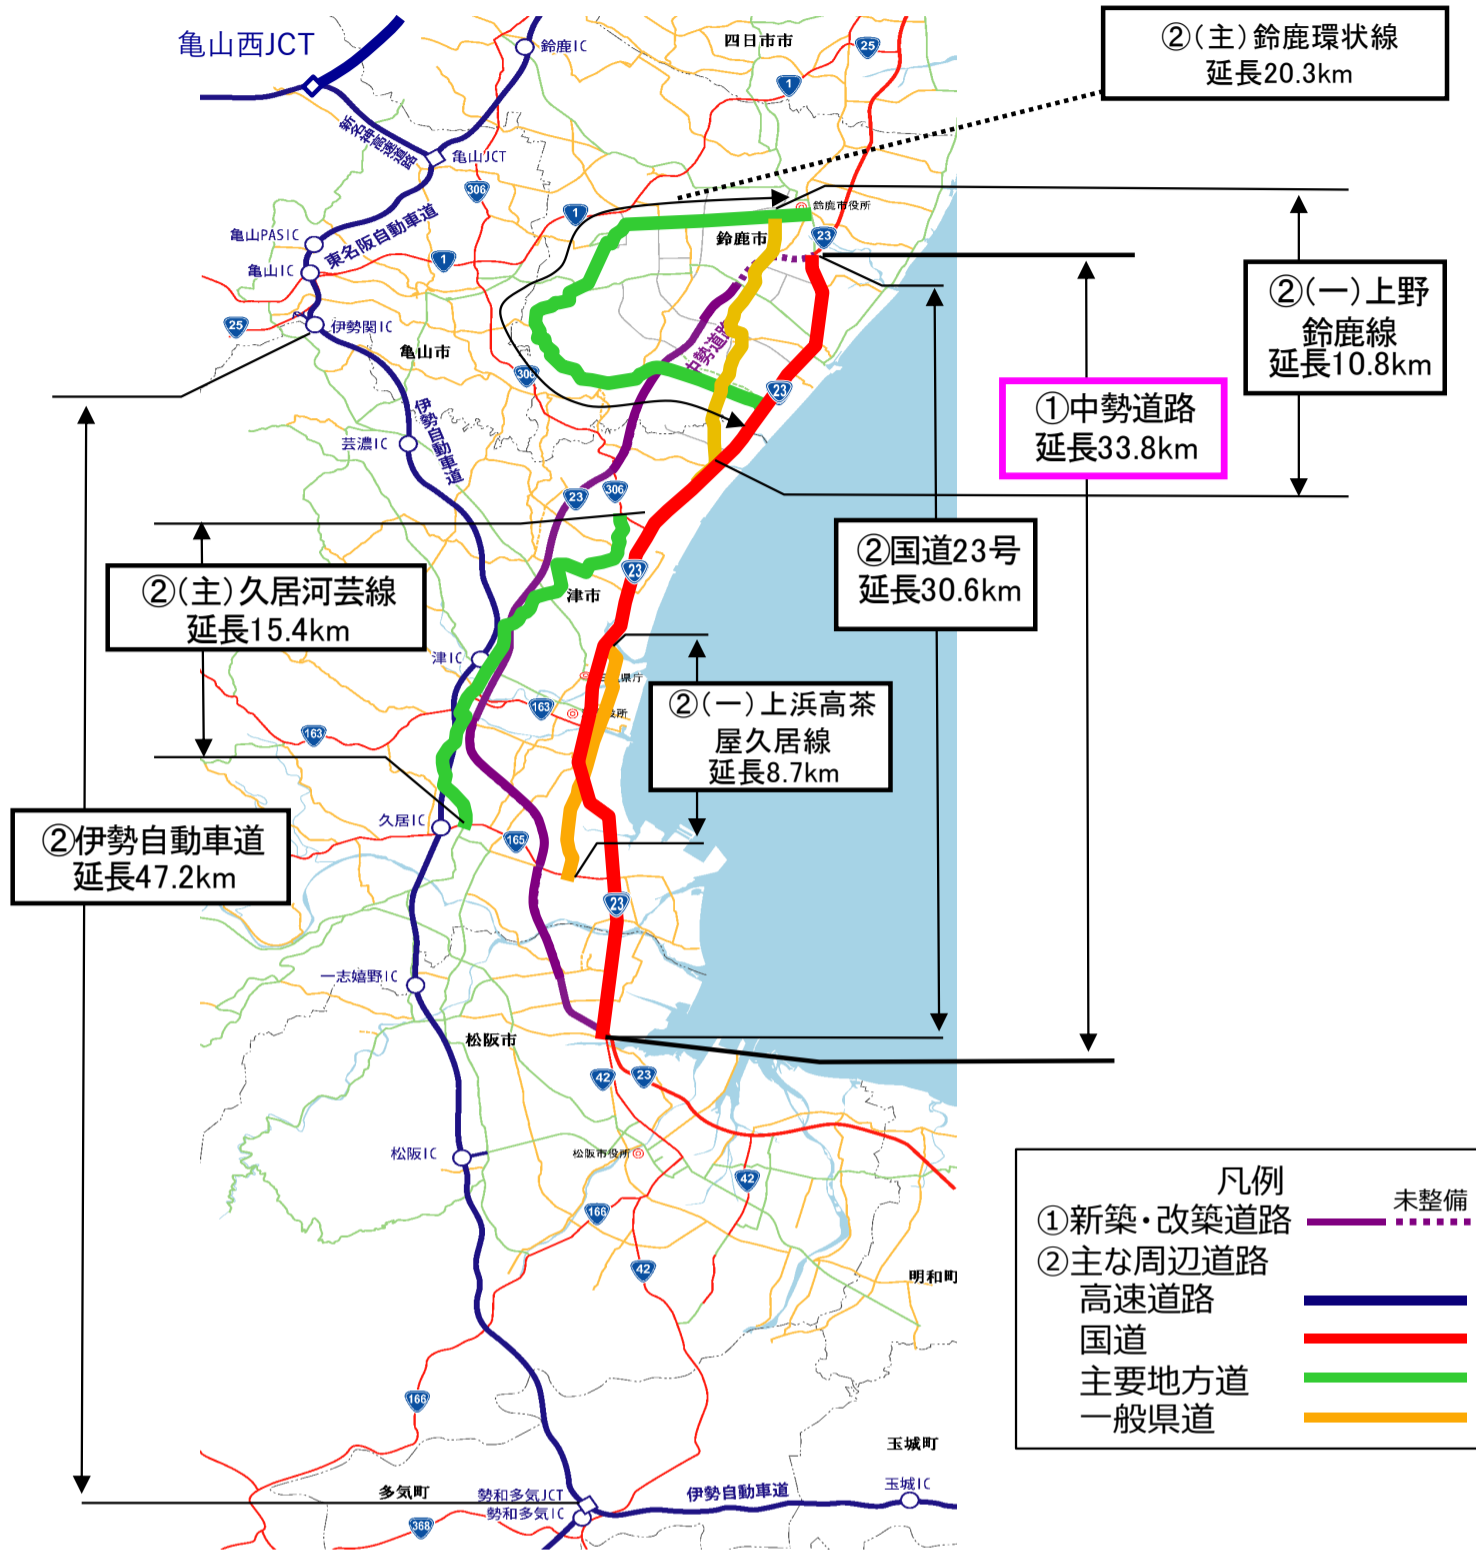 亀山西JCT
鈴鹿IC
四日市市
25
1
②(主)鈴鹿環状線
延長20.3km
新名神高速道路
亀山JCT
306
1
鈴鹿市役所
鈴鹿市
23
亀山PASIC
東名阪自動車道
亀山IC
1
25
伊勢関IC
亀山市
中勢道路
306
23
②(一)上野
鈴鹿線
延長10.8km
①中勢道路
延長33.8km
芸濃IC
伊勢自動車道
23
306
②国道23号
延長30.6km
23
②(主)久居河芸線
延長15.4km
津市
津IC
県庁
163
役所
163
②(一)上浜高茶
屋久居線
延長8.7km
久居IC
165
②伊勢自動車道
延長47.2km
23
一志嬉野IC
松阪市
42
23
松阪IC
松阪市役所
42
166
42
明和町
凡例
①新築・改築道路
未整備
②主な周辺道路
高速道路
国道
主要地方道
一般県道
166
玉城町
多気町
勢和多気JCT
勢和多気IC
伊勢自動車道
玉城IC
368